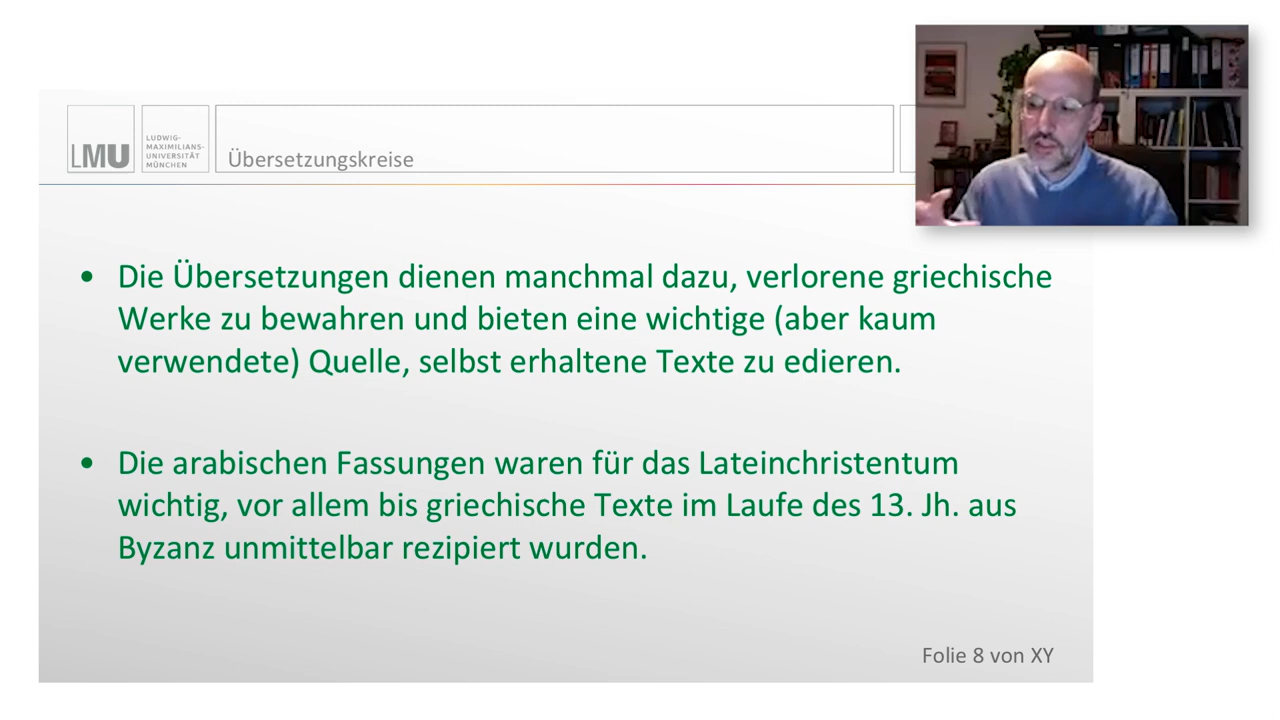 LMU
LUDWIG-
MAXIMILIANS-
UNIVERSITÄT
MÜNCHEN
Übersetzungskreise
• Die Übersetzungen dienen manchmal dazu, verlorene griechische
Werke zu bewahren und bieten eine wichtige (aber kaum
verwendete) Quelle, selbst erhaltene Texte zu edieren.
• Die arabischen Fassungen waren für das Lateinchristentum
wichtig, vor allem bis griechische Texte im Laufe des 13. Jh. aus
Byzanz unmittelbar rezipiert wurden.
Folie 8 von XY